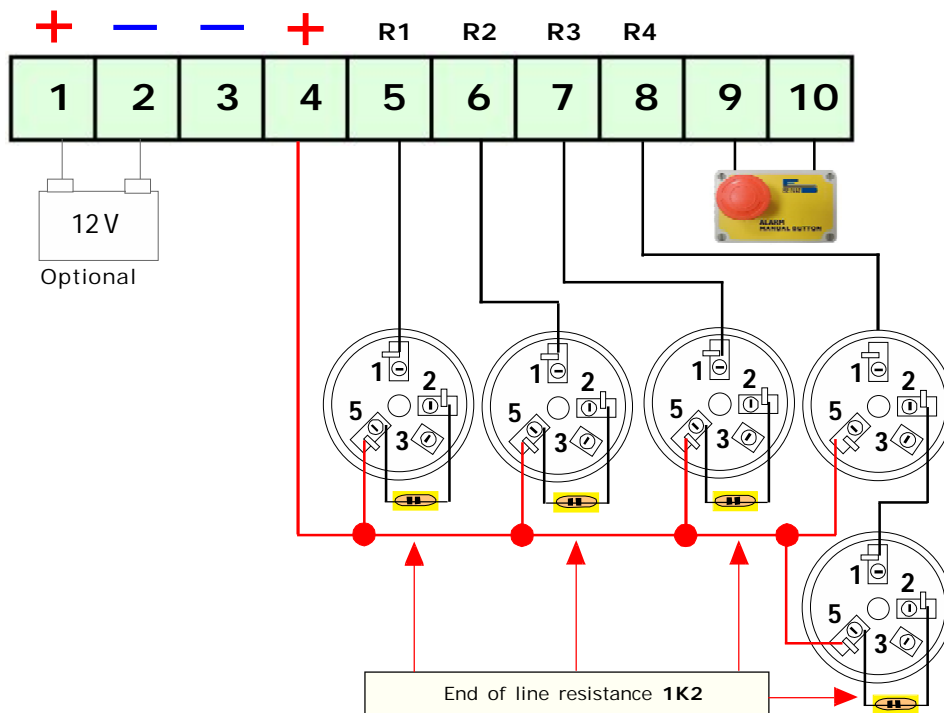 + — — + R1 R2 R3 R4
1 2 3 4 5 6 7 8 9 10
12V
Optional
ALARM
MANUAL BUTTON
1 2 5 3
1 2 5 3
1 2 5 3
1 2 5 3
1 2 5 3
End of line resistance 1K2